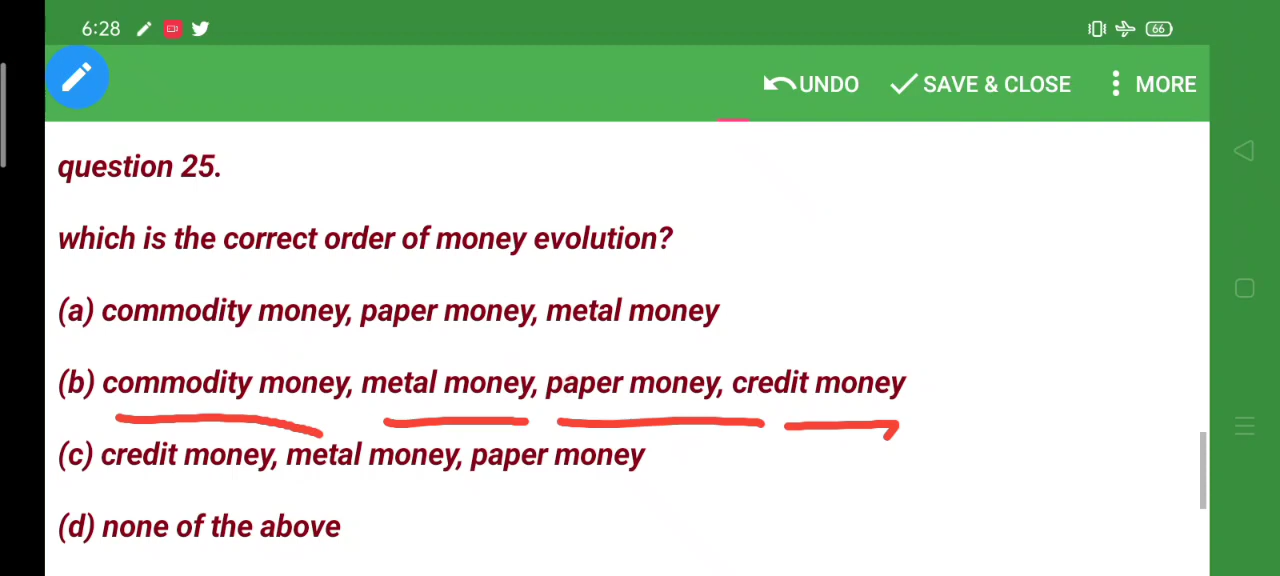 6:28
66
UNDO SAVE & CLOSE MORE
question 25.
which is the correct order of money evolution?
(a) commodity money, paper money, metal money
(b) commodity money, metal money, paper money, credit money
(c) credit money, metal money, paper money
(d) none of the above